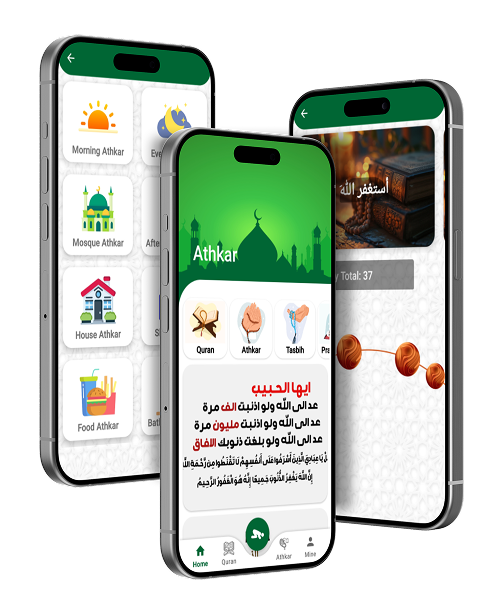 Morning Athkar
Eve
Mosque Athkar
After
House Athkar
S
Food Athkar
Bat
Athkar
Quran
Athkar
Tasbih
Pra
ايها الحبيب
عد الى الله ولو اذنبت الف مرة
عد الى الله ولو اذنبت مليون مرة
عد الى الله ولو بلغت ذنوبك الافاق
يَا عِبَادِيَ الَّذِينَ أَسْرَفُوا عَلَى أَنفُسِهِمْ لَا تَقْنَطُوا مِن رَّحْمَةِ اللَّ
إِنَّ اللَّهَ يَغْفِرُ الذُّنُوبَ جَمِيعًا إِنَّهُ هُوَ الْغَفُورُ الرَّحِيمُ
Home
Quran
Athkar
Mine
أستغفر الله
y Total: 37